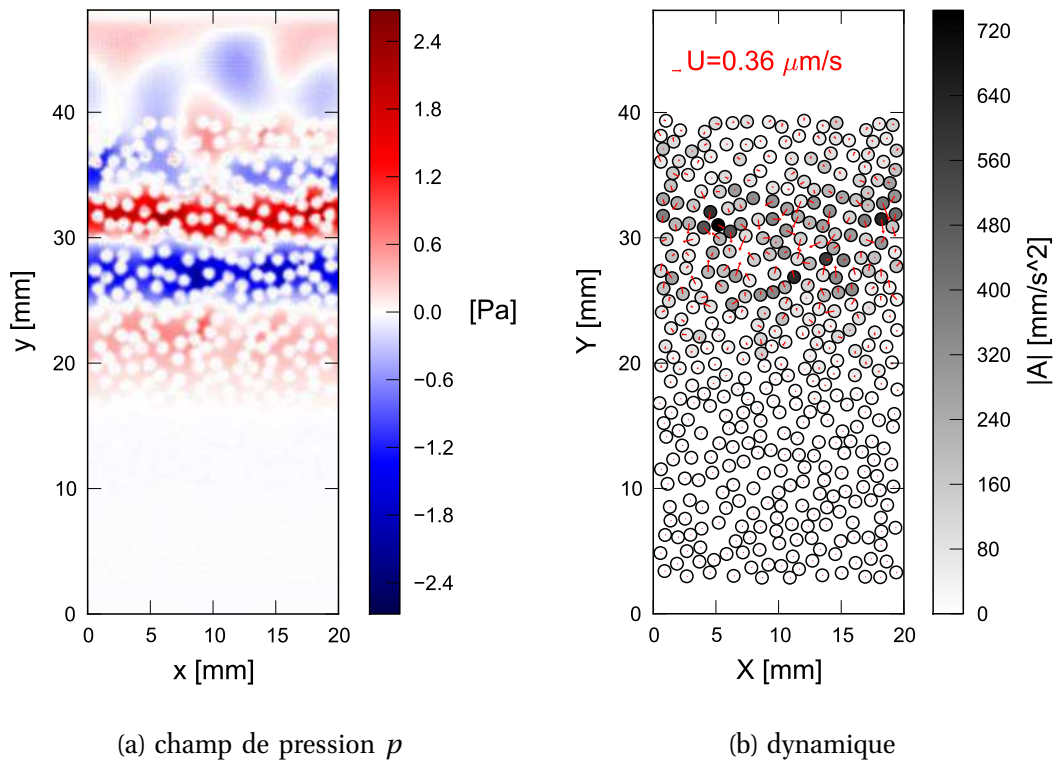 2.4
1.8
1.2
0.6
0.0
−0.6
−1.2
−1.8
−2.4
[Pa]
40
30
20
10
0
y [mm]
0 5 10 15 20
x [mm]
(a) champ de pression p
U=0.36 μm/s
40
30
20
10
0
Y [mm]
0 5 10 15 20
X [mm]
720
640
560
480
400
320
240
160
80
0
|A| [mm/s^2]
(b) dynamique